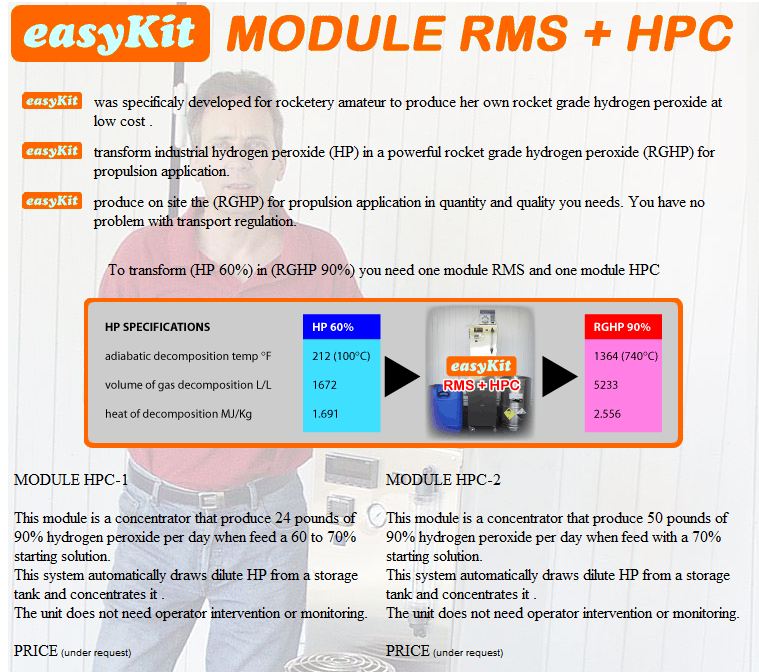 easyKit MODULE RMS + HPC
easyKit was specificaly developed for rocketery amateur to produce her own rocket grade hydrogen peroxide at
low cost .
easyKit transform industrial hydrogen peroxide (HP) in a powerful rocket grade hydrogen peroxide (RGHP) for
propulsion application.
easyKit produce on site the (RGHP) for propulsion application in quantity and quality you needs. You have no
problem with transport regulation.
To transform (HP 60%) in (RGHP 90%) you need one module RMS and one module HPC
HP SPECIFICATIONS HP 60% RGHP 90%
adiabatic decomposition temp °F 212 (100°C) 1364 (740°C)
easyKit
volume of gas decomposition L/L 1672 5233
RMS + HPC
heat of decomposition MJ/Kg 1.691 2.556
MODULE HPC-1
This module is a concentrator that produce 24 pounds of
90% hydrogen peroxide per day when feed a 60 to 70%
starting solution.
This system automatically draws dilute HP from a storage
tank and concentrates it .
The unit does not need operator intervention or monitoring.
PRICE (under request)
MODULE HPC-2
This module is a concentrator that produce 50 pounds of
90% hydrogen peroxide per day when feed with a 70%
starting solution.
This system automatically draws dilute HP from a storage
tank and concentrates it .
The unit does not need operator intervention or monitoring.
PRICE (under request)